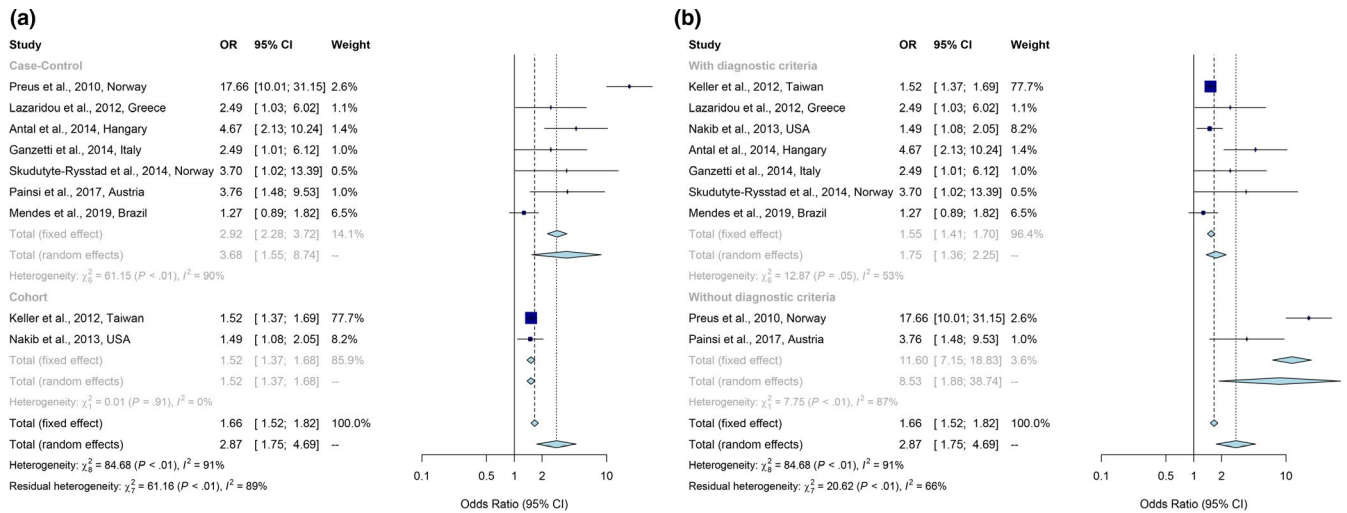 (a)
Study OR 95% CI Weight
Case-Control
Preus et al., 2010, Norway 17.66 [10.01; 31.15] 2.6%
Lazaridou et al., 2012, Greece 2.49 [ 1.03; 6.02] 1.1%
Antal et al., 2014, Hangary 4.67 [ 2.13; 10.24] 1.4%
Ganzetti et al., 2014, Italy 2.49 [ 1.01; 6.12] 1.0%
Skudutyte-Rysstad et al., 2014, Norway 3.70 [ 1.02; 13.39] 0.5%
Painsi et al., 2017, Austria 3.76 [ 1.48; 9.53] 1.0%
Mendes et al., 2019, Brazil 1.27 [ 0.89; 1.82] 6.5%
Total (fixed effect) 2.92 [ 2.28; 3.72] 14.1%
Total (random effects) 3.68 [ 1.55; 8.74] --
Heterogeneity: χ²₆ = 61.15 (P < .01), I² = 90%
Cohort
Keller et al., 2012, Taiwan 1.52 [ 1.37; 1.69] 77.7%
Nakib et al., 2013, USA 1.49 [ 1.08; 2.05] 8.2%
Total (fixed effect) 1.52 [ 1.37; 1.68] 85.9%
Total (random effects) 1.52 [ 1.37; 1.68] --
Heterogeneity: χ²₁ = 0.01 (P = .91), I² = 0%
Total (fixed effect) 1.66 [ 1.52; 1.82] 100.0%
Total (random effects) 2.87 [ 1.75; 4.69] --
Heterogeneity: χ²₈ = 84.68 (P < .01), I² = 91%
Residual heterogeneity: χ²₇ = 61.16 (P < .01), I² = 89%
0.1 0.5 1 2 10
Odds Ratio (95% CI)
(b)
Study OR 95% CI Weight
With diagnostic criteria
Keller et al., 2012, Taiwan 1.52 [ 1.37; 1.69] 77.7%
Lazaridou et al., 2012, Greece 2.49 [ 1.03; 6.02] 1.1%
Nakib et al., 2013, USA 1.49 [ 1.08; 2.05] 8.2%
Antal et al., 2014, Hangary 4.67 [ 2.13; 10.24] 1.4%
Ganzetti et al., 2014, Italy 2.49 [ 1.01; 6.12] 1.0%
Skudutyte-Rysstad et al., 2014, Norway 3.70 [ 1.02; 13.39] 0.5%
Mendes et al., 2019, Brazil 1.27 [ 0.89; 1.82] 6.5%
Total (fixed effect) 1.55 [ 1.41; 1.70] 96.4%
Total (random effects) 1.75 [ 1.36; 2.25] --
Heterogeneity: χ²₆ = 12.87 (P = .05), I² = 53%
Without diagnostic criteria
Preus et al., 2010, Norway 17.66 [10.01; 31.15] 2.6%
Painsi et al., 2017, Austria 3.76 [ 1.48; 9.53] 1.0%
Total (fixed effect) 11.60 [ 7.15; 18.83] 3.6%
Total (random effects) 8.53 [ 1.88; 38.74] --
Heterogeneity: χ²₁ = 7.75 (P < .01), I² = 87%
Total (fixed effect) 1.66 [ 1.52; 1.82] 100.0%
Total (random effects) 2.87 [ 1.75; 4.69] --
Heterogeneity: χ²₈ = 84.68 (P < .01), I² = 91%
Residual heterogeneity: χ²₇ = 20.62 (P < .01), I² = 66%
0.1 0.5 1 2 10
Odds Ratio (95% CI)